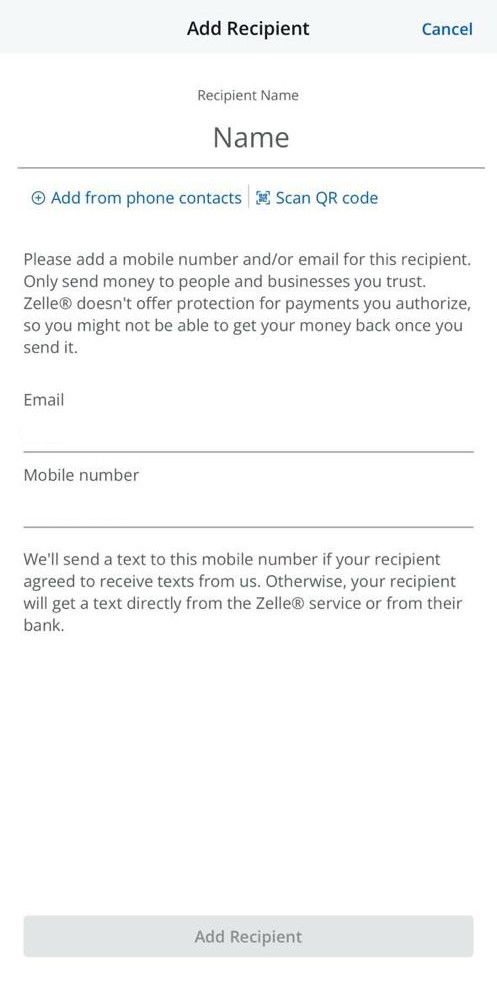 Add Recipient
Cancel
Recipient Name
Name
Add from phone contacts
Scan QR code
Please add a mobile number and/or email for this recipient.
Only send money to people and businesses you trust.
Zelle® doesn't offer protection for payments you authorize,
so you might not be able to get your money back once you
send it.
Email
Mobile number
We'll send a text to this mobile number if your recipient
agreed to receive texts from us. Otherwise, your recipient
will get a text directly from the Zelle® service or from their
bank.
Add Recipient